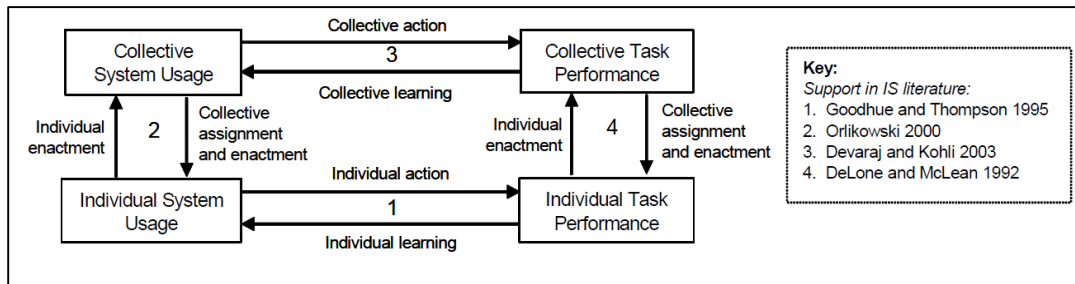 Collective action
Collective
System Usage
3
Collective Task
Performance
Collective learning
Individual
enactment
2
Collective
assignment
and enactment
Individual
enactment
4
Collective
assignment
and enactment
Individual action
Individual System
Usage
1
Individual Task
Performance
Individual learning
Key:
Support in IS literature:
1. Goodhue and Thompson 1995
2. Orlikowski 2000
3. Devaraj and Kohli 2003
4. DeLone and McLean 1992